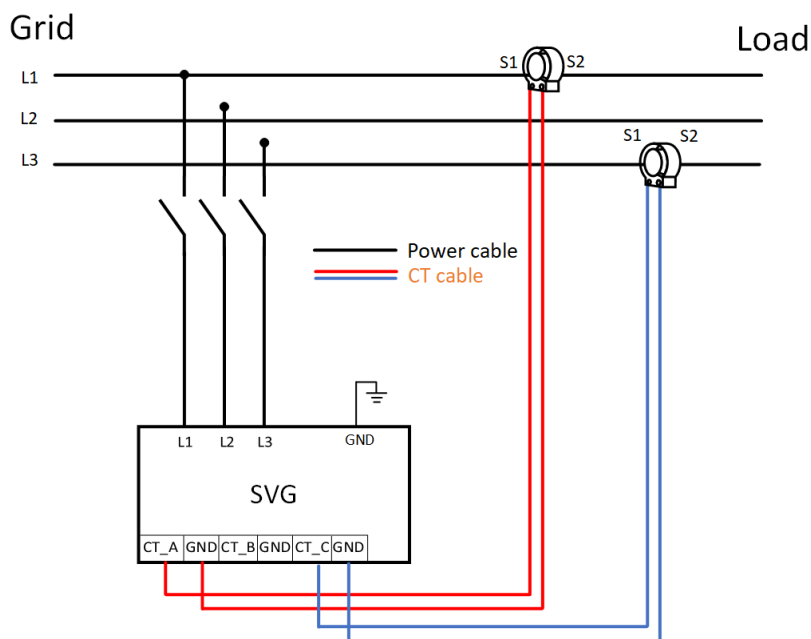 Grid
Load
S1 S2
L1
L2
S1 S2
L3
Power cable
CT cable
L1 L2 L3 GND
SVG
CT_A GND CT_B GND CT_C GND